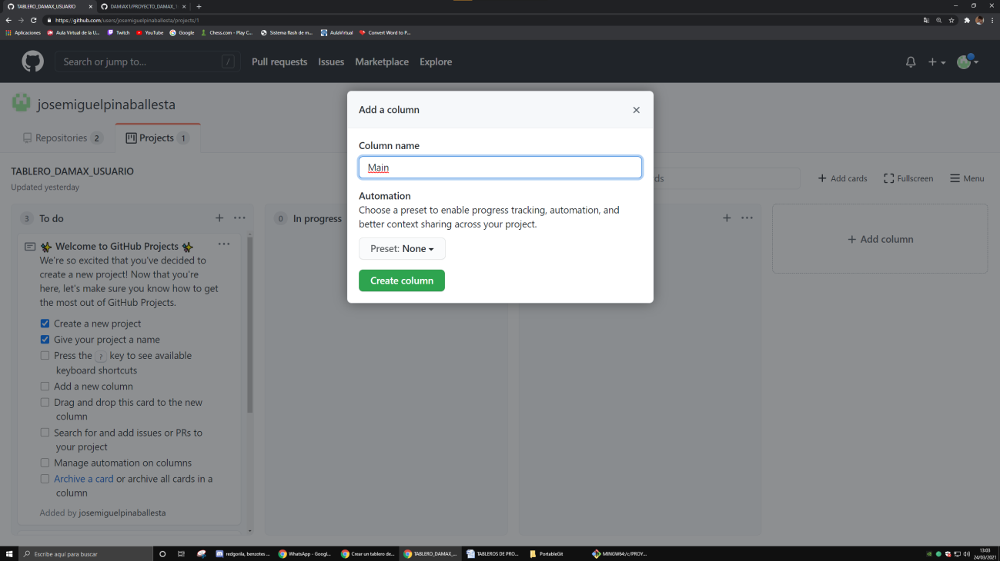 TABLERO_DAMAX_USUARIO
DAMIAX1/PROYECTO_DAMAX_
https://github.com/users/josemiguelpinaballesta/projects/1
Aplicaciones
Aula Virtual de la U...
Twitch
YouTube
Google
Chess.com - Play C...
Sistema flash de m...
AulaVirtual
Convert Word to P...
Search or jump to...
/
Pull requests
Issues
Marketplace
Explore
josemiguelpinaballesta
Repositories 2
Projects 1
TABLERO_DAMAX_USUARIO
Updated yesterday
Add cards
Fullscreen
Menu
Add a column
Column name
Main
Automation
Choose a preset to enable progress tracking, automation, and
better context sharing across your project.
Preset: None
Create column
3 To do
✨ Welcome to GitHub Projects ✨
We're so excited that you've decided to
create a new project! Now that you're
here, let's make sure you know how to get
the most out of GitHub Projects.
Create a new project
Give your project a name
Press the ? key to see available
keyboard shortcuts
Add a new column
Drag and drop this card to the new
column
Search for and add issues or PRs to
your project
Manage automation on columns
Archive a card or archive all cards in a
column
Added by josemiguelpinaballesta
0 In progress
+ Add column
Escribe aquí para buscar
redgorila, benzotes ...
WhatsApp - Googl...
Crear un tablero de...
TABLERO_DAMAX_...
TABLEROS DE PRO...
PortableGit
MINGW64:/c/PROY...
13:03
24/03/2021